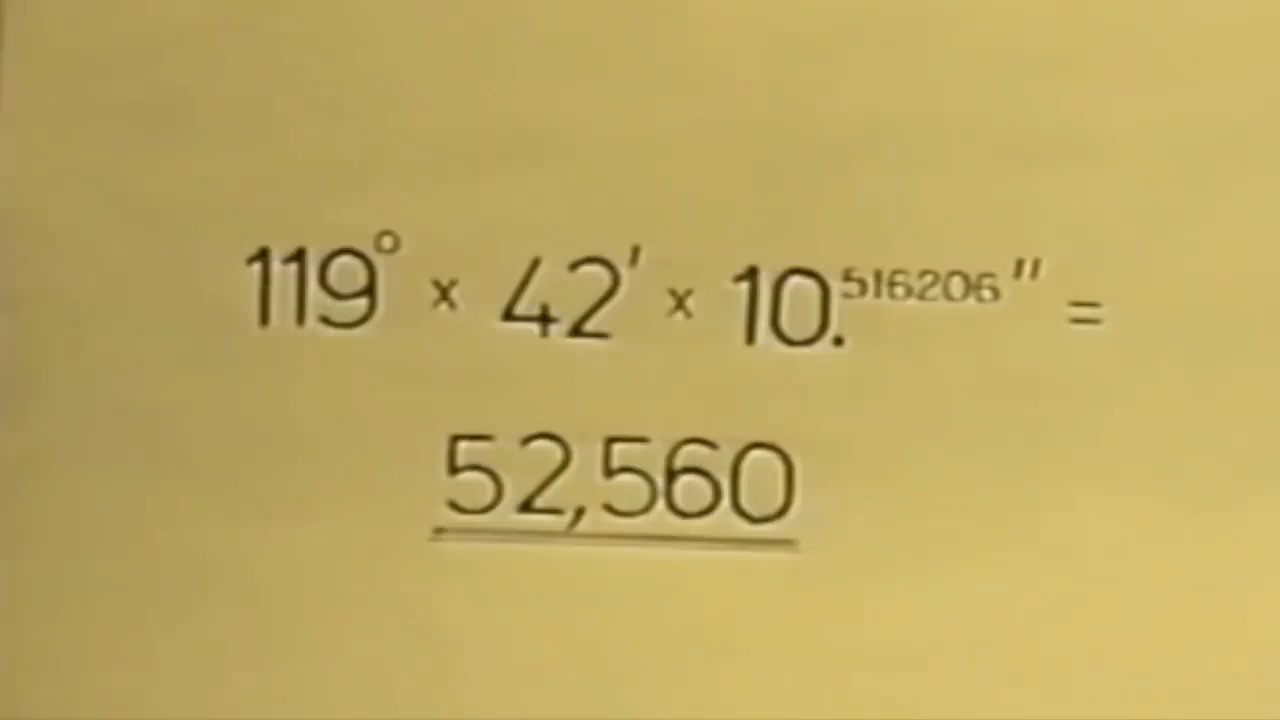 119° x 42' x 10.516206" =
52,560